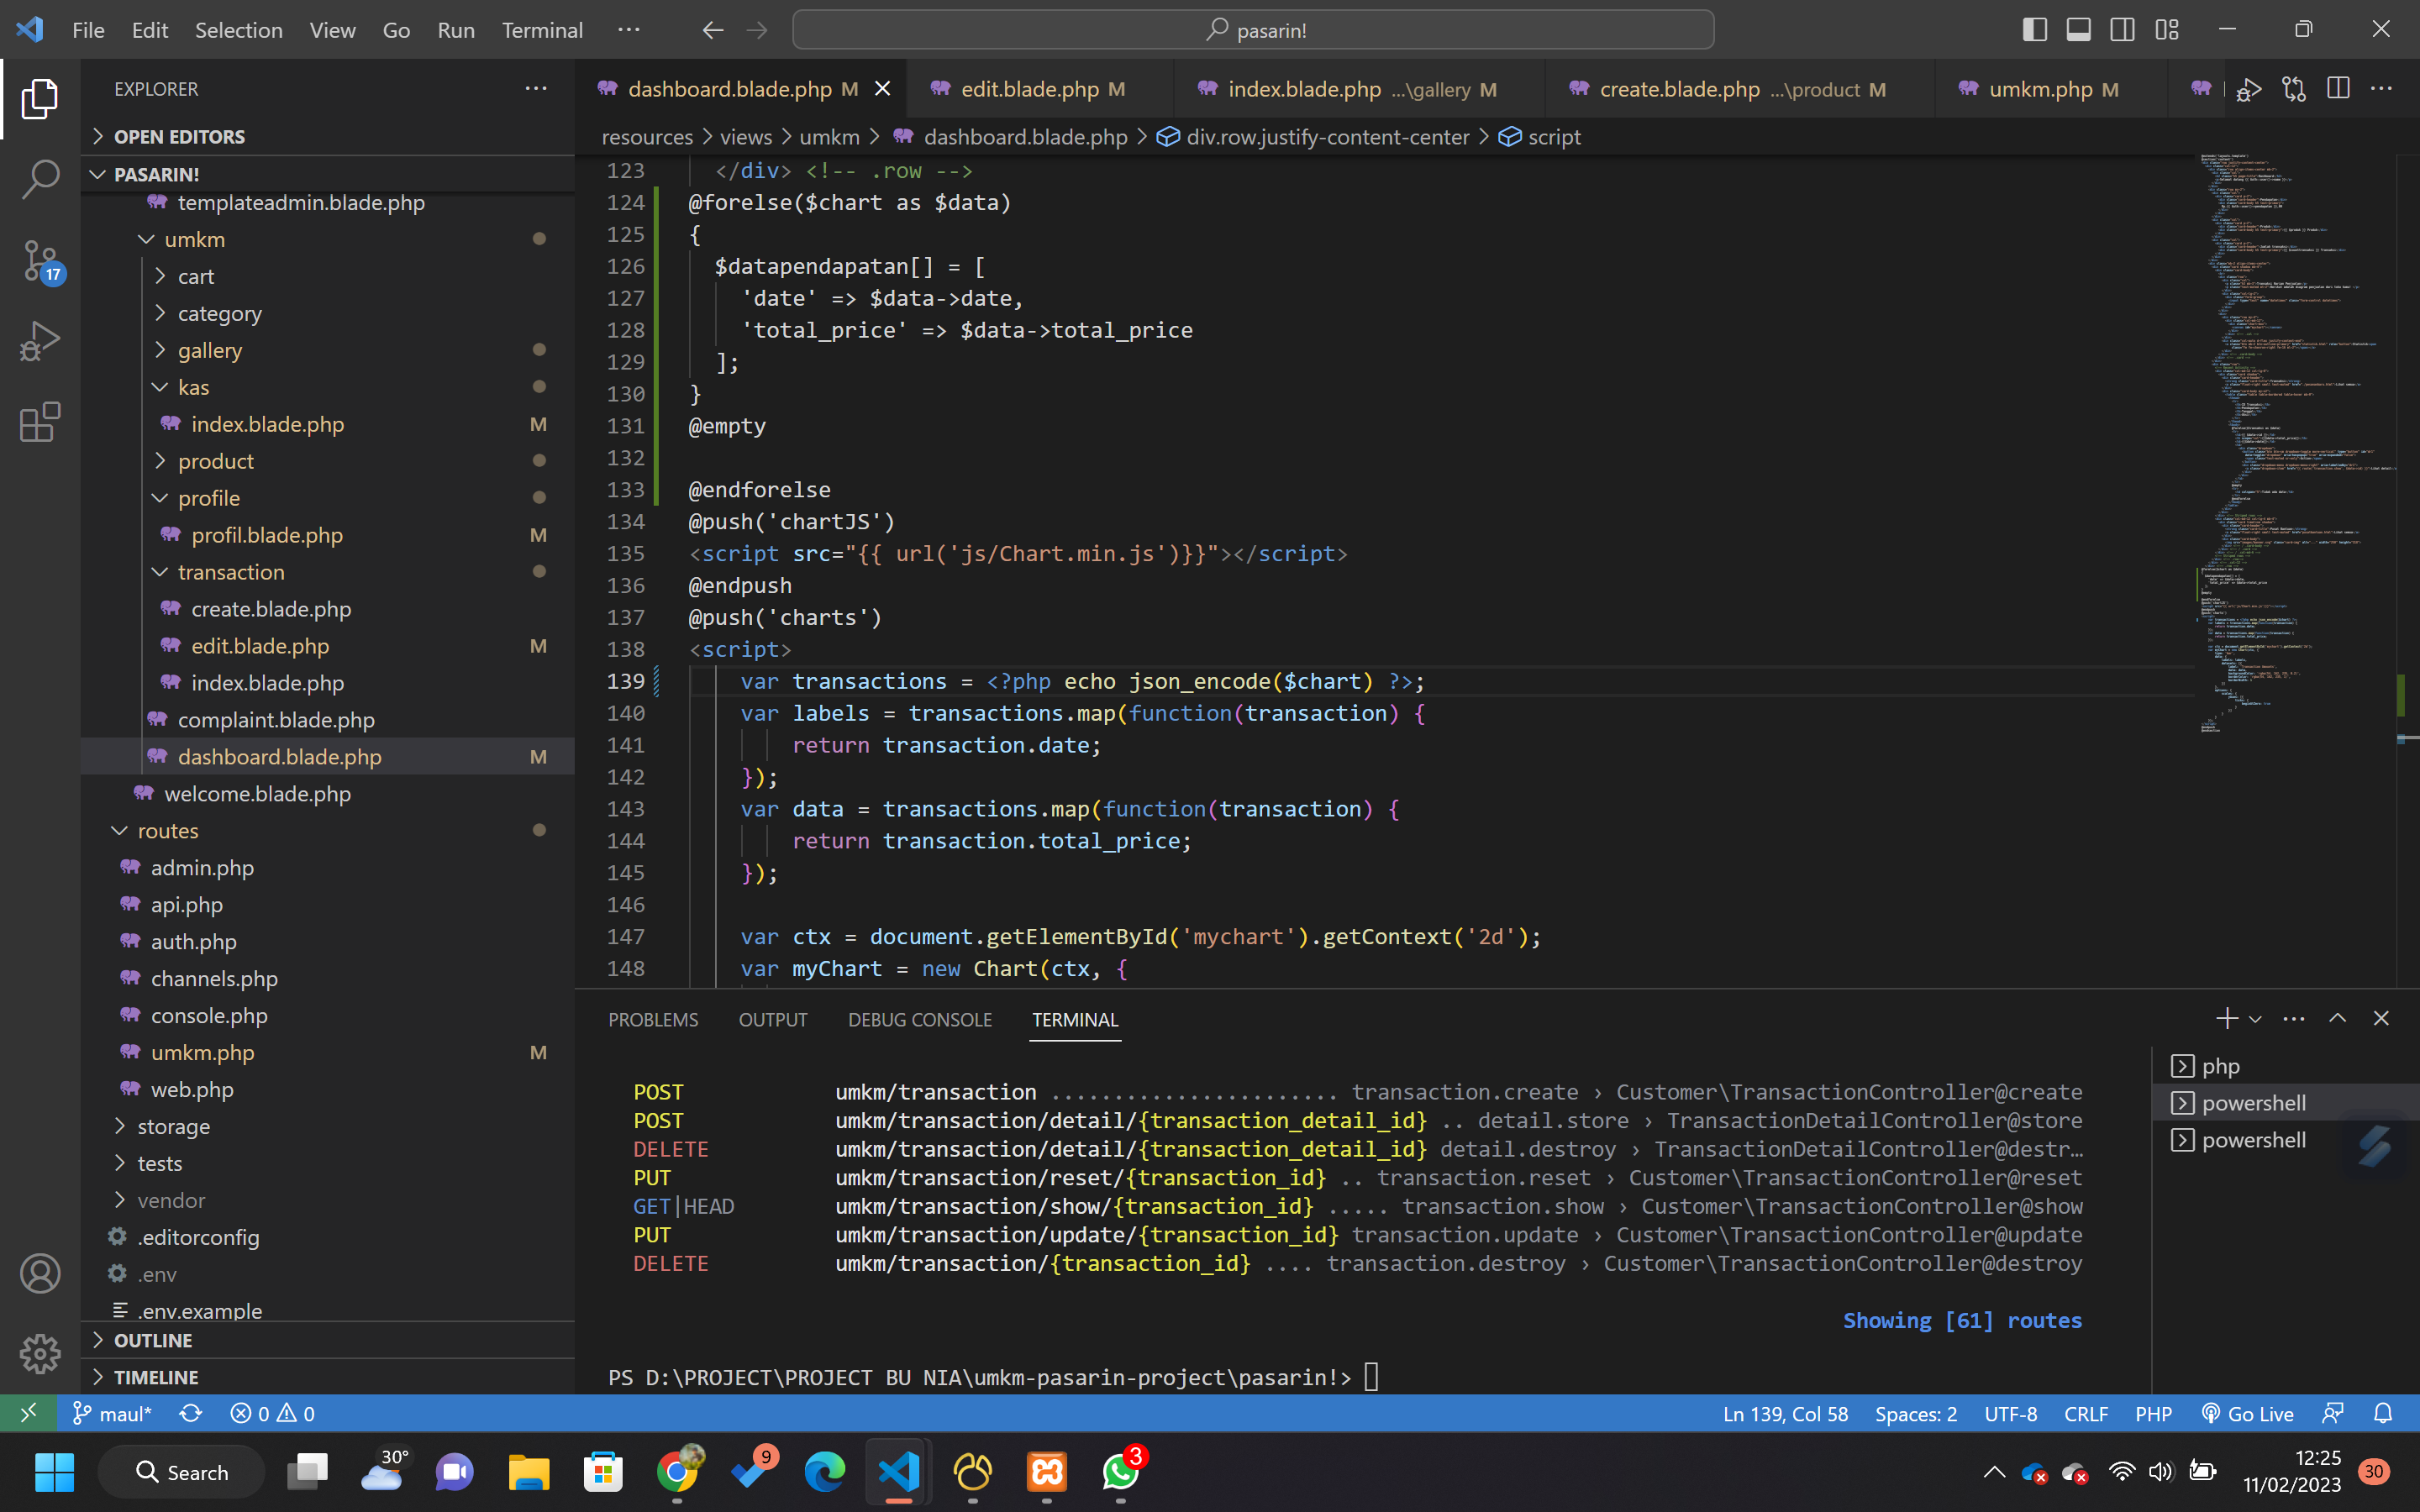 File Edit Selection View Go Run Terminal ··· pasarin!
EXPLORER ···
OPEN EDITORS
PASARIN!
templateadmin.blade.php
umkm
cart
category
gallery
kas
index.blade.php M
product
profile
profil.blade.php M
transaction
create.blade.php
edit.blade.php M
index.blade.php
complaint.blade.php
dashboard.blade.php M
welcome.blade.php
routes
admin.php
api.php
auth.php
channels.php
console.php
umkm.php M
web.php
storage
tests
vendor
.editorconfig
.env
.env.example
OUTLINE
TIMELINE
17
dashboard.blade.php M edit.blade.php M index.blade.php ...\gallery M create.blade.php ...\product M umkm.php M
resources > views > umkm > dashboard.blade.php > div.row.justify-content-center > script
123 </div> <!-- .row -->
124 @forelse($chart as $data)
125 {
126 $datapendapatan[] = [
127 'date' => $data->date,
128 'total_price' => $data->total_price
129 ];
130 }
131 @empty
132
133 @endforelse
134 @push('chartJS')
135 <script src="{{ url('js/Chart.min.js')}}"></script>
136 @endpush
137 @push('charts')
138 <script>
139 var transactions = <?php echo json_encode($chart) ?>;
140 var labels = transactions.map(function(transaction) {
141 return transaction.date;
142 });
143 var data = transactions.map(function(transaction) {
144 return transaction.total_price;
145 });
146
147 var ctx = document.getElementById('mychart').getContext('2d');
148 var myChart = new Chart(ctx, {
PROBLEMS OUTPUT DEBUG CONSOLE TERMINAL
POST umkm/transaction ....................... transaction.create › Customer\TransactionController@create
POST umkm/transaction/detail/{transaction_detail_id} .. detail.store › TransactionDetailController@store
DELETE umkm/transaction/detail/{transaction_detail_id} detail.destroy › TransactionDetailController@destr…
PUT umkm/transaction/reset/{transaction_id} .. transaction.reset › Customer\TransactionController@reset
GET|HEAD umkm/transaction/show/{transaction_id} ..... transaction.show › Customer\TransactionController@show
PUT umkm/transaction/update/{transaction_id} transaction.update › Customer\TransactionController@update
DELETE umkm/transaction/{transaction_id} .... transaction.destroy › Customer\TransactionController@destroy
Showing [61] routes
PS D:\PROJECT\PROJECT BU NIA\umkm-pasarin-project\pasarin!>
php
powershell
powershell
maul* 0 0 Ln 139, Col 58 Spaces: 2 UTF-8 CRLF PHP Go Live
Search 30° 9 3 12:25
11/02/2023 30